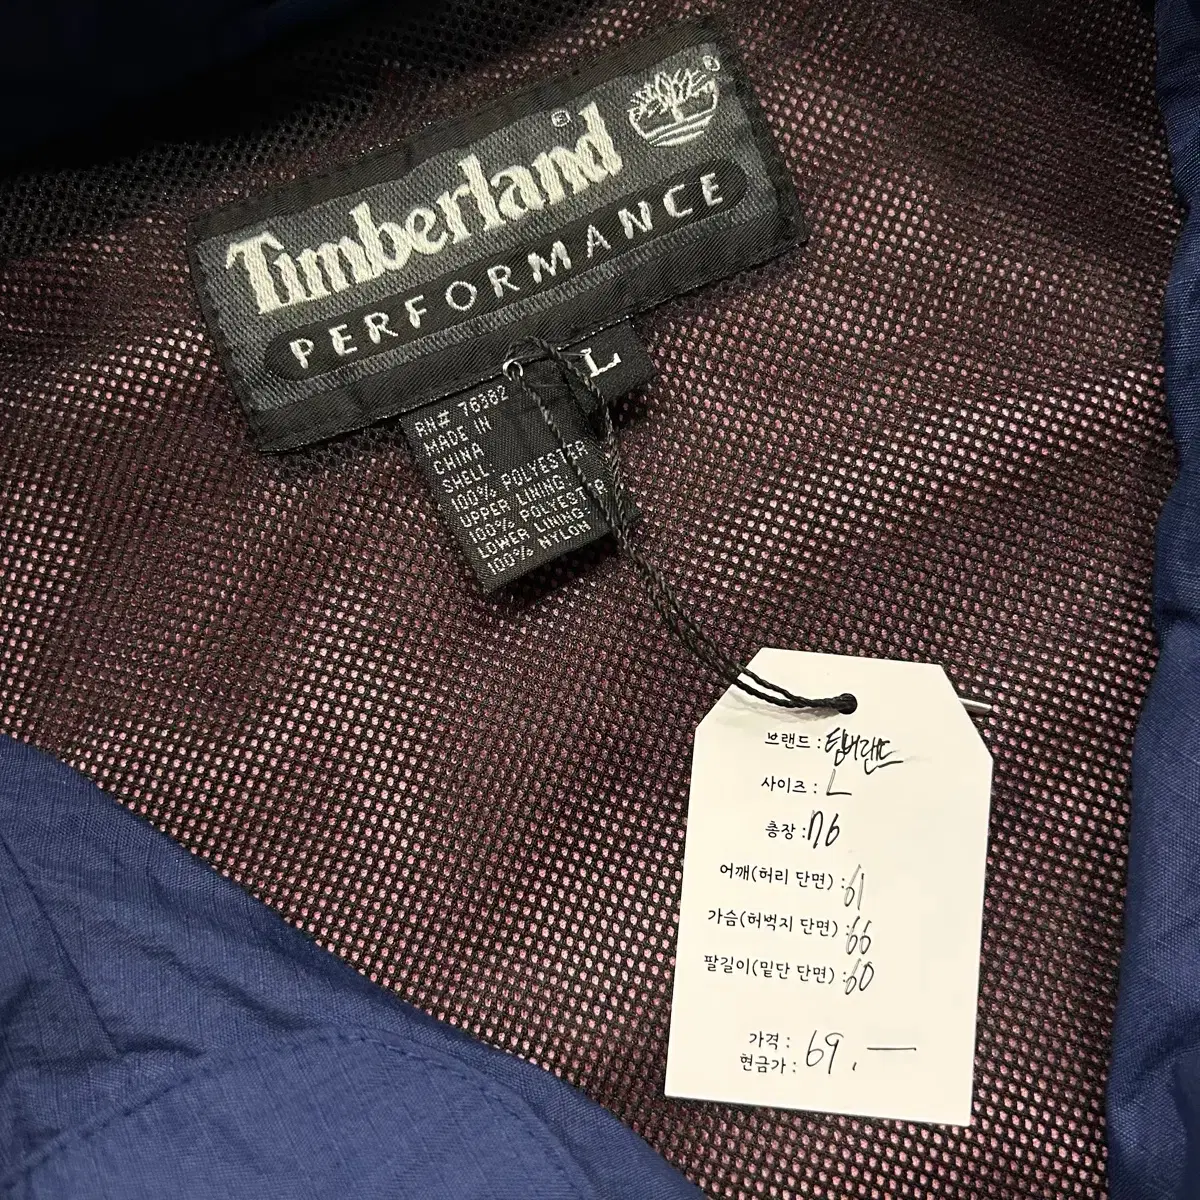 Timberland®
®
PERFORMANCE
L
RN# 76382
MADE IN
CHINA
SHELL:
100% POLYESTER
UPPER LINING-
100% POLYESTER
LOWER LINING-
100% NYLON
브랜드 : 팀버랜드
사이즈 : L
총장 : 76
어깨(허리 단면) : 61
가슴(허벅지 단면) : 66
팔길이(밑단 단면) : 60
가격 :
현금가 : 69.—